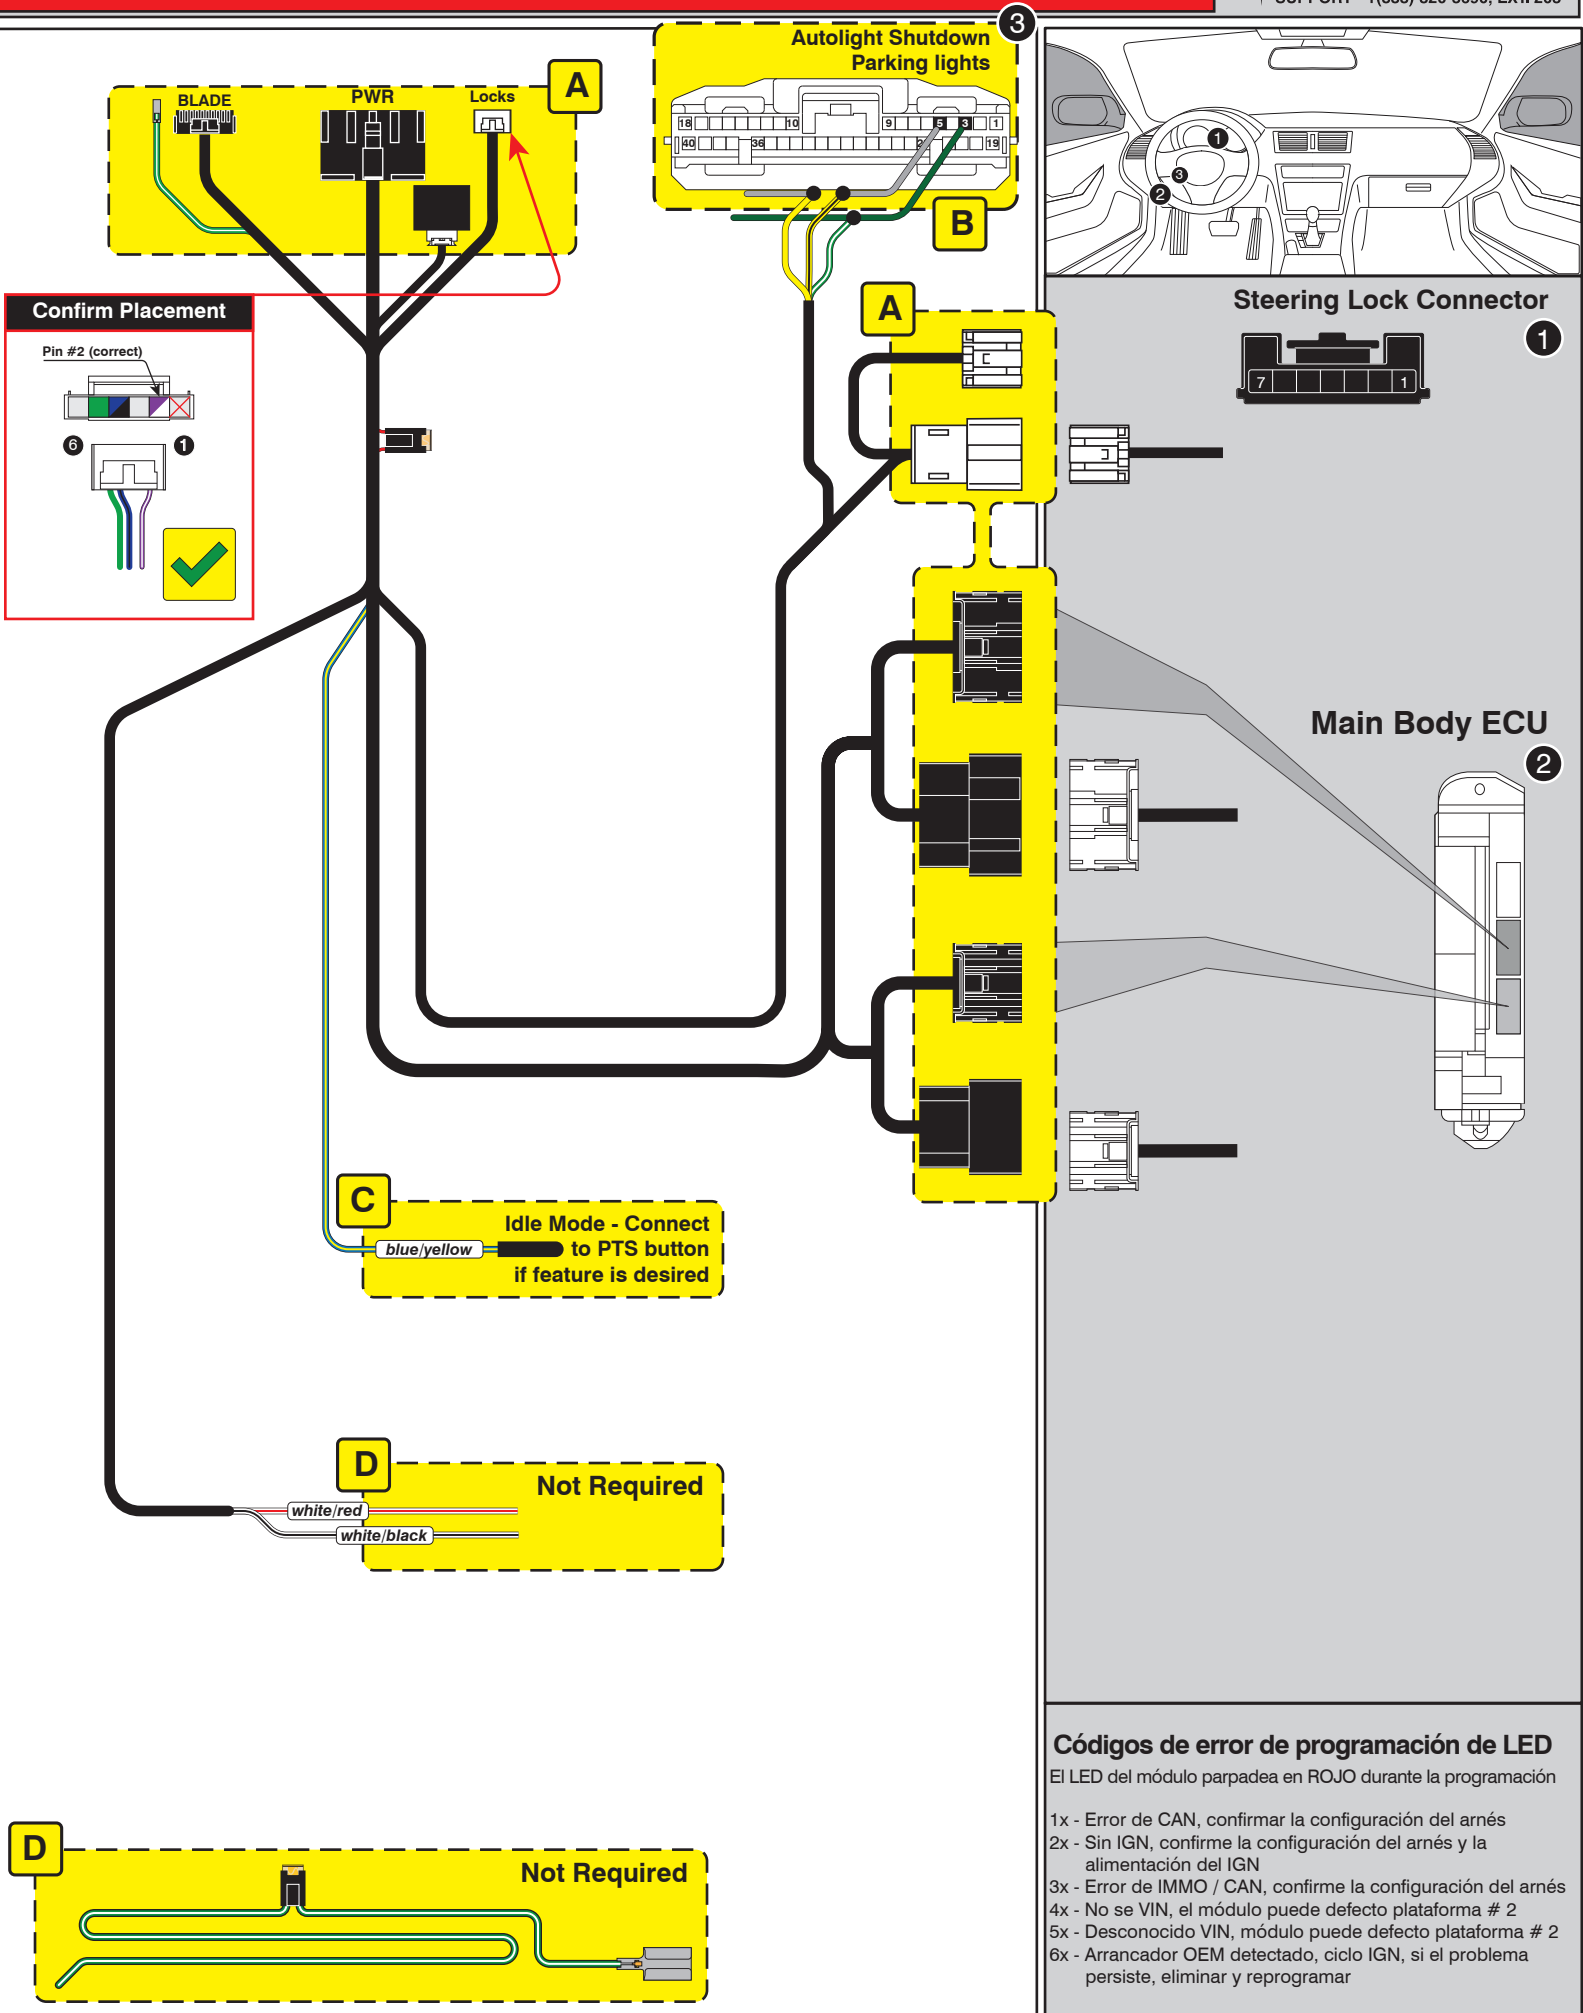 3
Autolight Shutdown
Parking lights
A
BLADE
PWR
Locks
18
10
9
5
3
1
40
36
19
B
1
3
2
Confirm Placement
Pin #2 (correct)
6
1
A
Steering Lock Connector
1
7
1
Main Body ECU
2
C
Idle Mode - Connect
blue/yellow
to PTS button
if feature is desired
D
Not Required
white/red
white/black
D
Not Required
Códigos de error de programación de LED
El LED del módulo parpadea en ROJO durante la programación
1x - Error de CAN, confirmar la configuración del arnés
2x - Sin IGN, confirme la configuración del arnés y la
alimentación del IGN
3x - Error de IMMO / CAN, confirme la configuración del arnés
4x - No se VIN, el módulo puede defecto plataforma # 2
5x - Desconocido VIN, módulo puede defecto plataforma # 2
6x - Arrancador OEM detectado, ciclo IGN, si el problema
persiste, eliminar y reprogramar